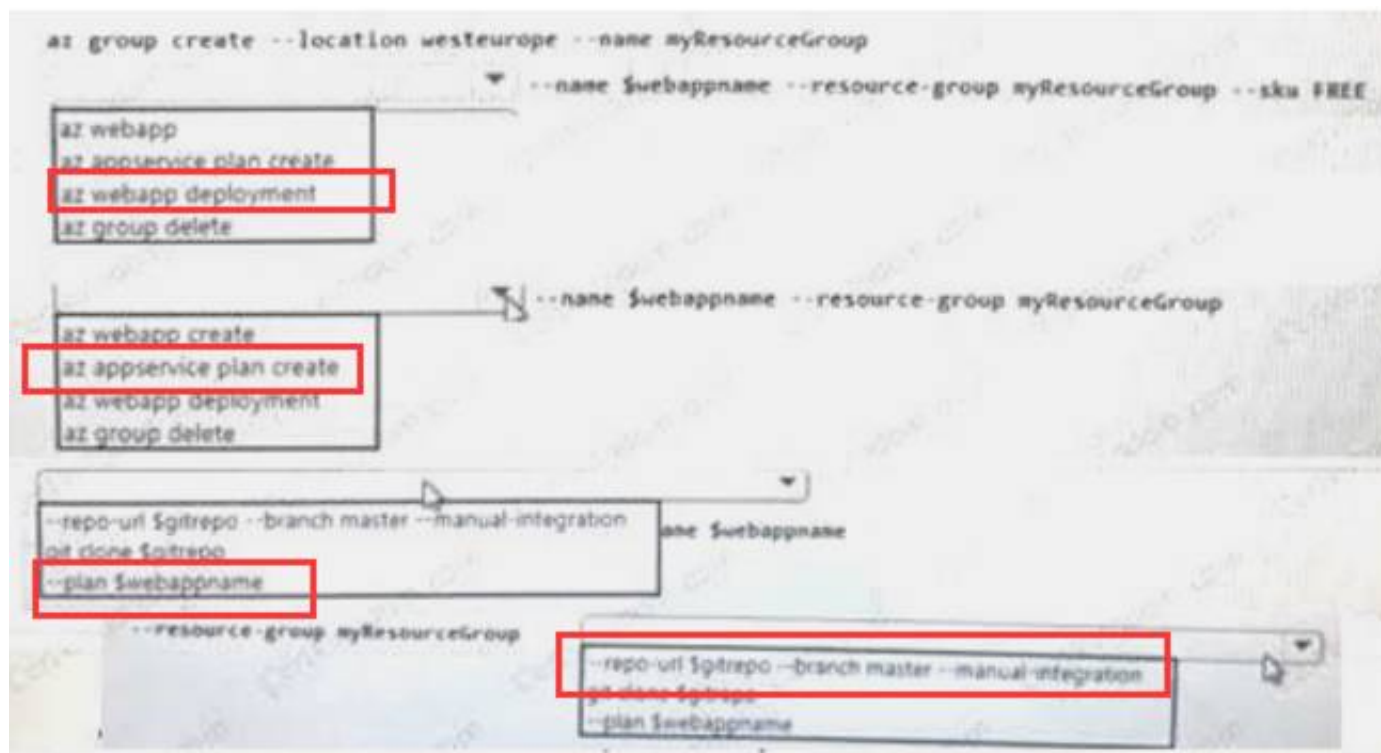 az group create --location westeurope --name myResourceGroup
--name $webappname --resource-group myResourceGroup --sku FREE
az webapp
az appservice plan create
az webapp deployment
az group delete
--name $webappname --resource-group myResourceGroup
az webapp create
az appservice plan create
az webapp deployment
az group delete
--repo-url $gitrepo --branch master --manual-integration
ame $webappname
git clone $gitrepo
--plan $webappname
--resource-group myResourceGroup
--repo-url $gitrepo --branch master --manual-integration
git clone $gitrepo
--plan $webappname